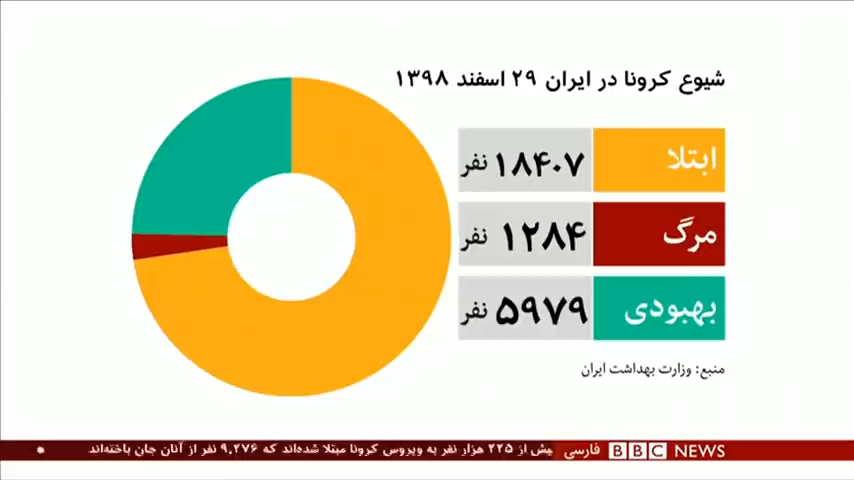 شیوع کرونا در ایران ۲۹ اسفند ۱۳۹۸
ابتلا ۱۸۴۰۷ نفر
مرگ ۱۲۸۴ نفر
بهبودی ۵۹۷۹ نفر
منبع: وزارت بهداشت ایران
BBC NEWS فارسی
بیش از ۲۲۵ هزار نفر به ویروس کرونا مبتلا شده‌اند که ۹,۲۷۶ نفر از آنان جان باخته‌اند